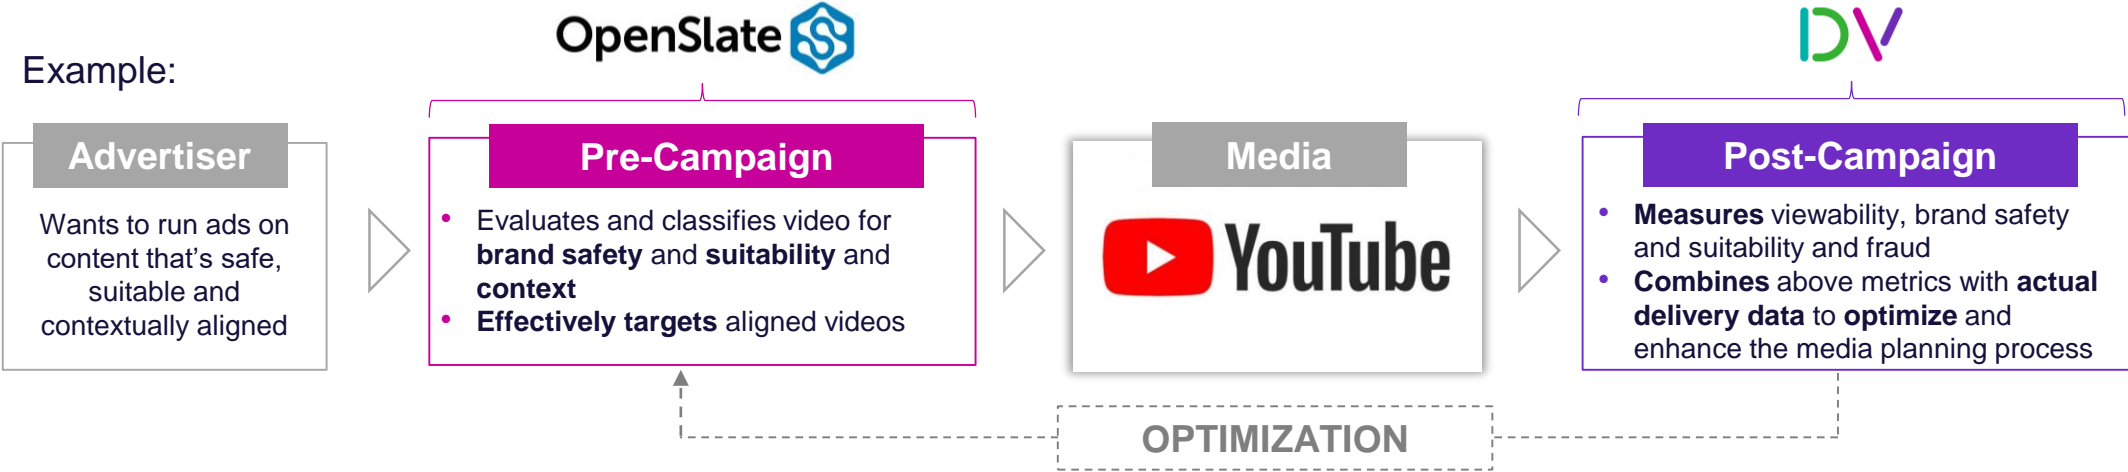 OpenSlate
DV
Example:
Advertiser
Wants to run ads on
content that’s safe,
suitable and
contextually aligned
Pre-Campaign
• Evaluates and classifies video for
brand safety and suitability and
context
• Effectively targets aligned videos
Media
YouTube
Post-Campaign
• Measures viewability, brand safety
and suitability and fraud
• Combines above metrics with actual
delivery data to optimize and
enhance the media planning process
OPTIMIZATION